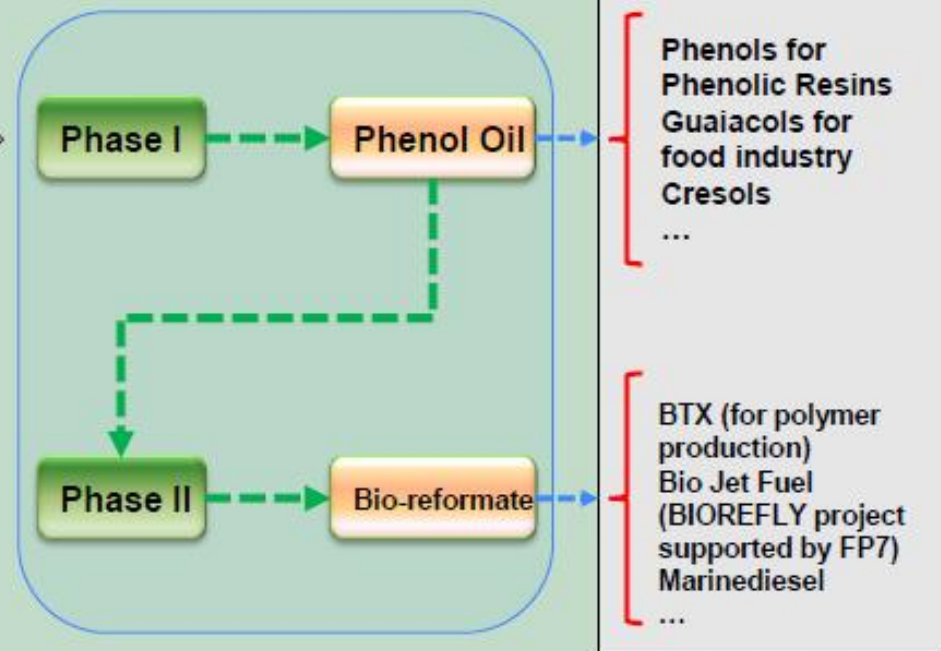 Phase I
Phenol Oil
Phenols for
Phenolic Resins
Guaiacols for
food industry
Cresols
...
Phase II
Bio-reformate
BTX (for polymer
production)
Bio Jet Fuel
(BIOREFLY project
supported by FP7)
Marinediesel
...